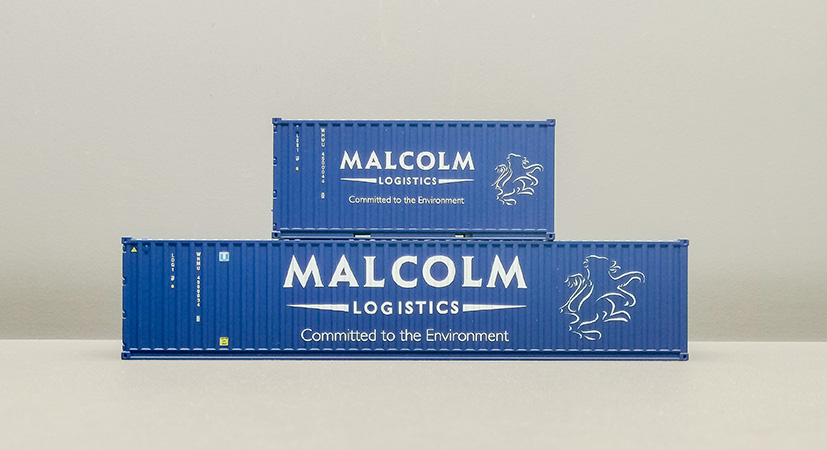 MALCOLM
LOGISTICS
Committed to the Environment
MALCOLM
LOGISTICS
Committed to the Environment